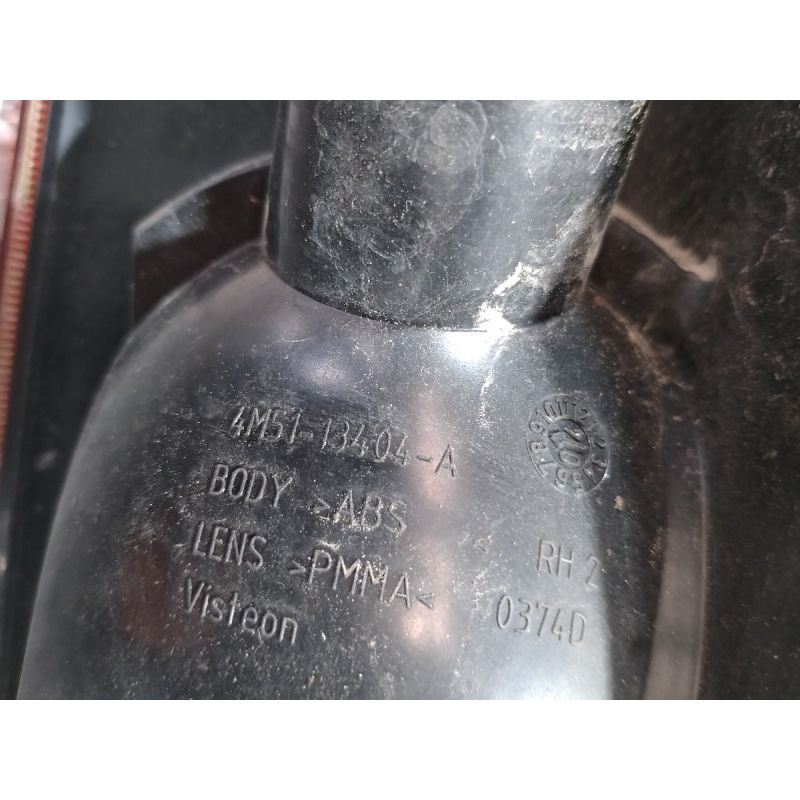 4M51-13404-A
BODY >ABS<
LENS >PMMA<
Visteon
RH 2
0374D